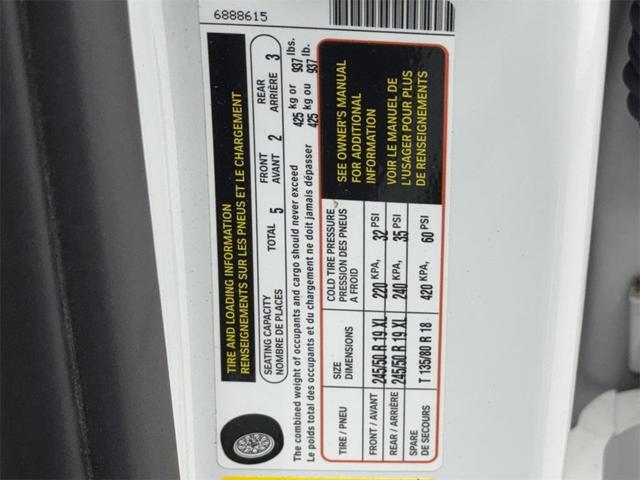 6888615
TIRE AND LOADING INFORMATION
RENSEIGNEMENTS SUR LES PNEUS ET LE CHARGEMENT
SEATING CAPACITY
NOMBRE DE PLACES
TOTAL 5
FRONT
AVANT 2
REAR
ARRIÈRE 3
The combined weight of occupants and cargo should never exceed 425 kg or 937 lbs.
Le poids total des occupants et du chargement ne doit jamais dépasser 425 kg ou 937 lb.
TIRE / PNEU
SIZE
DIMENSIONS
COLD TIRE PRESSURE
PRESSION DES PNEUS
A FROID
FRONT / AVANT 245/50 R 19 XL 220 KPA, 32 PSI
REAR / ARRIÈRE 245/50 R 19 XL 240 KPA, 35 PSI
SPARE
DE SECOURS T 135/80 R 18 420 KPA, 60 PSI
SEE OWNER'S MANUAL
FOR ADDITIONAL
INFORMATION
VOIR LE MANUEL DE
L'USAGER POUR PLUS
DE RENSEIGNEMENTS